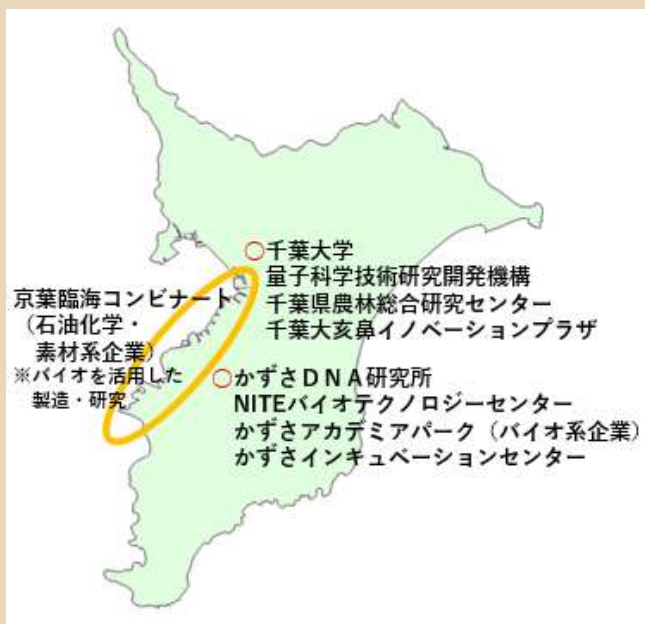 ○千葉大学
量子科学技術研究開発機構
千葉県農林総合研究センター
千葉大亥鼻イノベーションプラザ
京葉臨海コンビナート
（石油化学・
素材系企業）
※バイオを活用した
製造・研究
○かずさＤＮＡ研究所
NITEバイオテクノロジーセンター
かずさアカデミアパーク（バイオ系企業）
かずさインキュベーションセンター